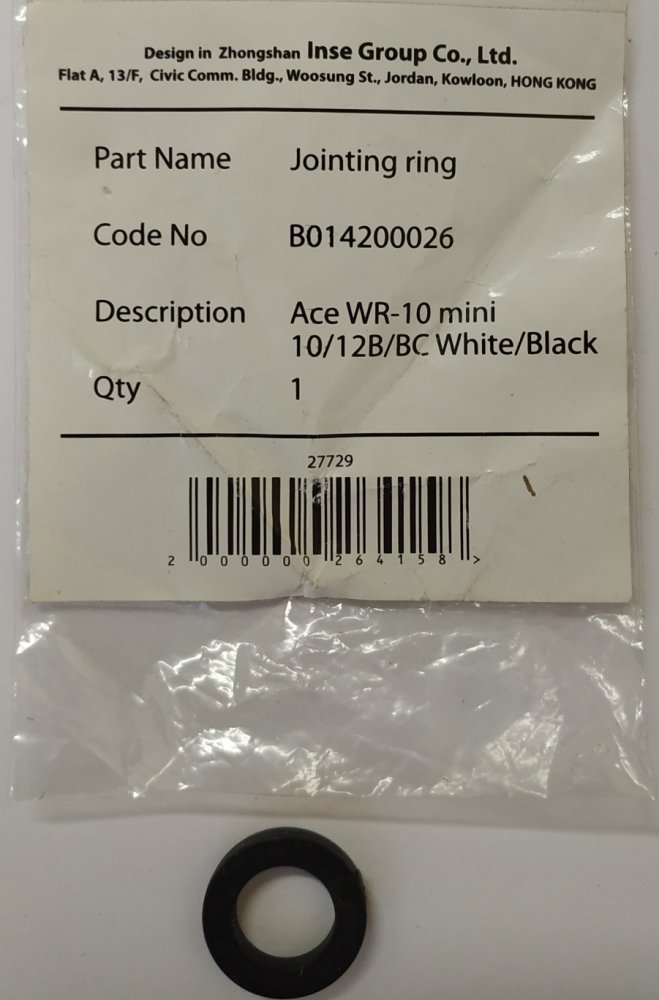 Design in Zhongshan Inse Group Co., Ltd.
Flat A, 13/F, Civic Comm. Bldg., Woosung St., Jordan, Kowloon, HONG KONG
Part Name Jointing ring
Code No B014200026
Description Ace WR-10 mini
10/12B/BC White/Black
Qty 1
27729
2 000000 264158 >